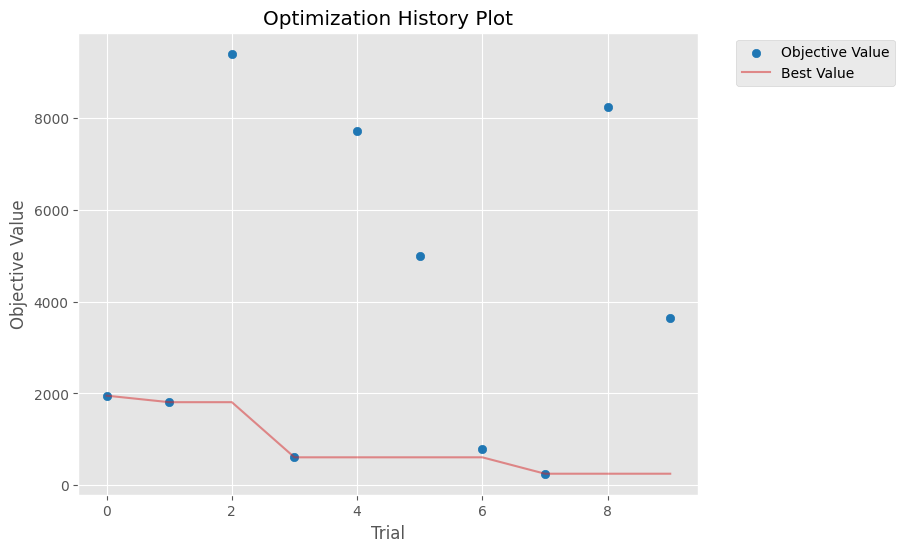 Optimization History Plot
Objective Value
Best Value
8000
6000
4000
2000
0
Objective Value
0 2 4 6 8
Trial